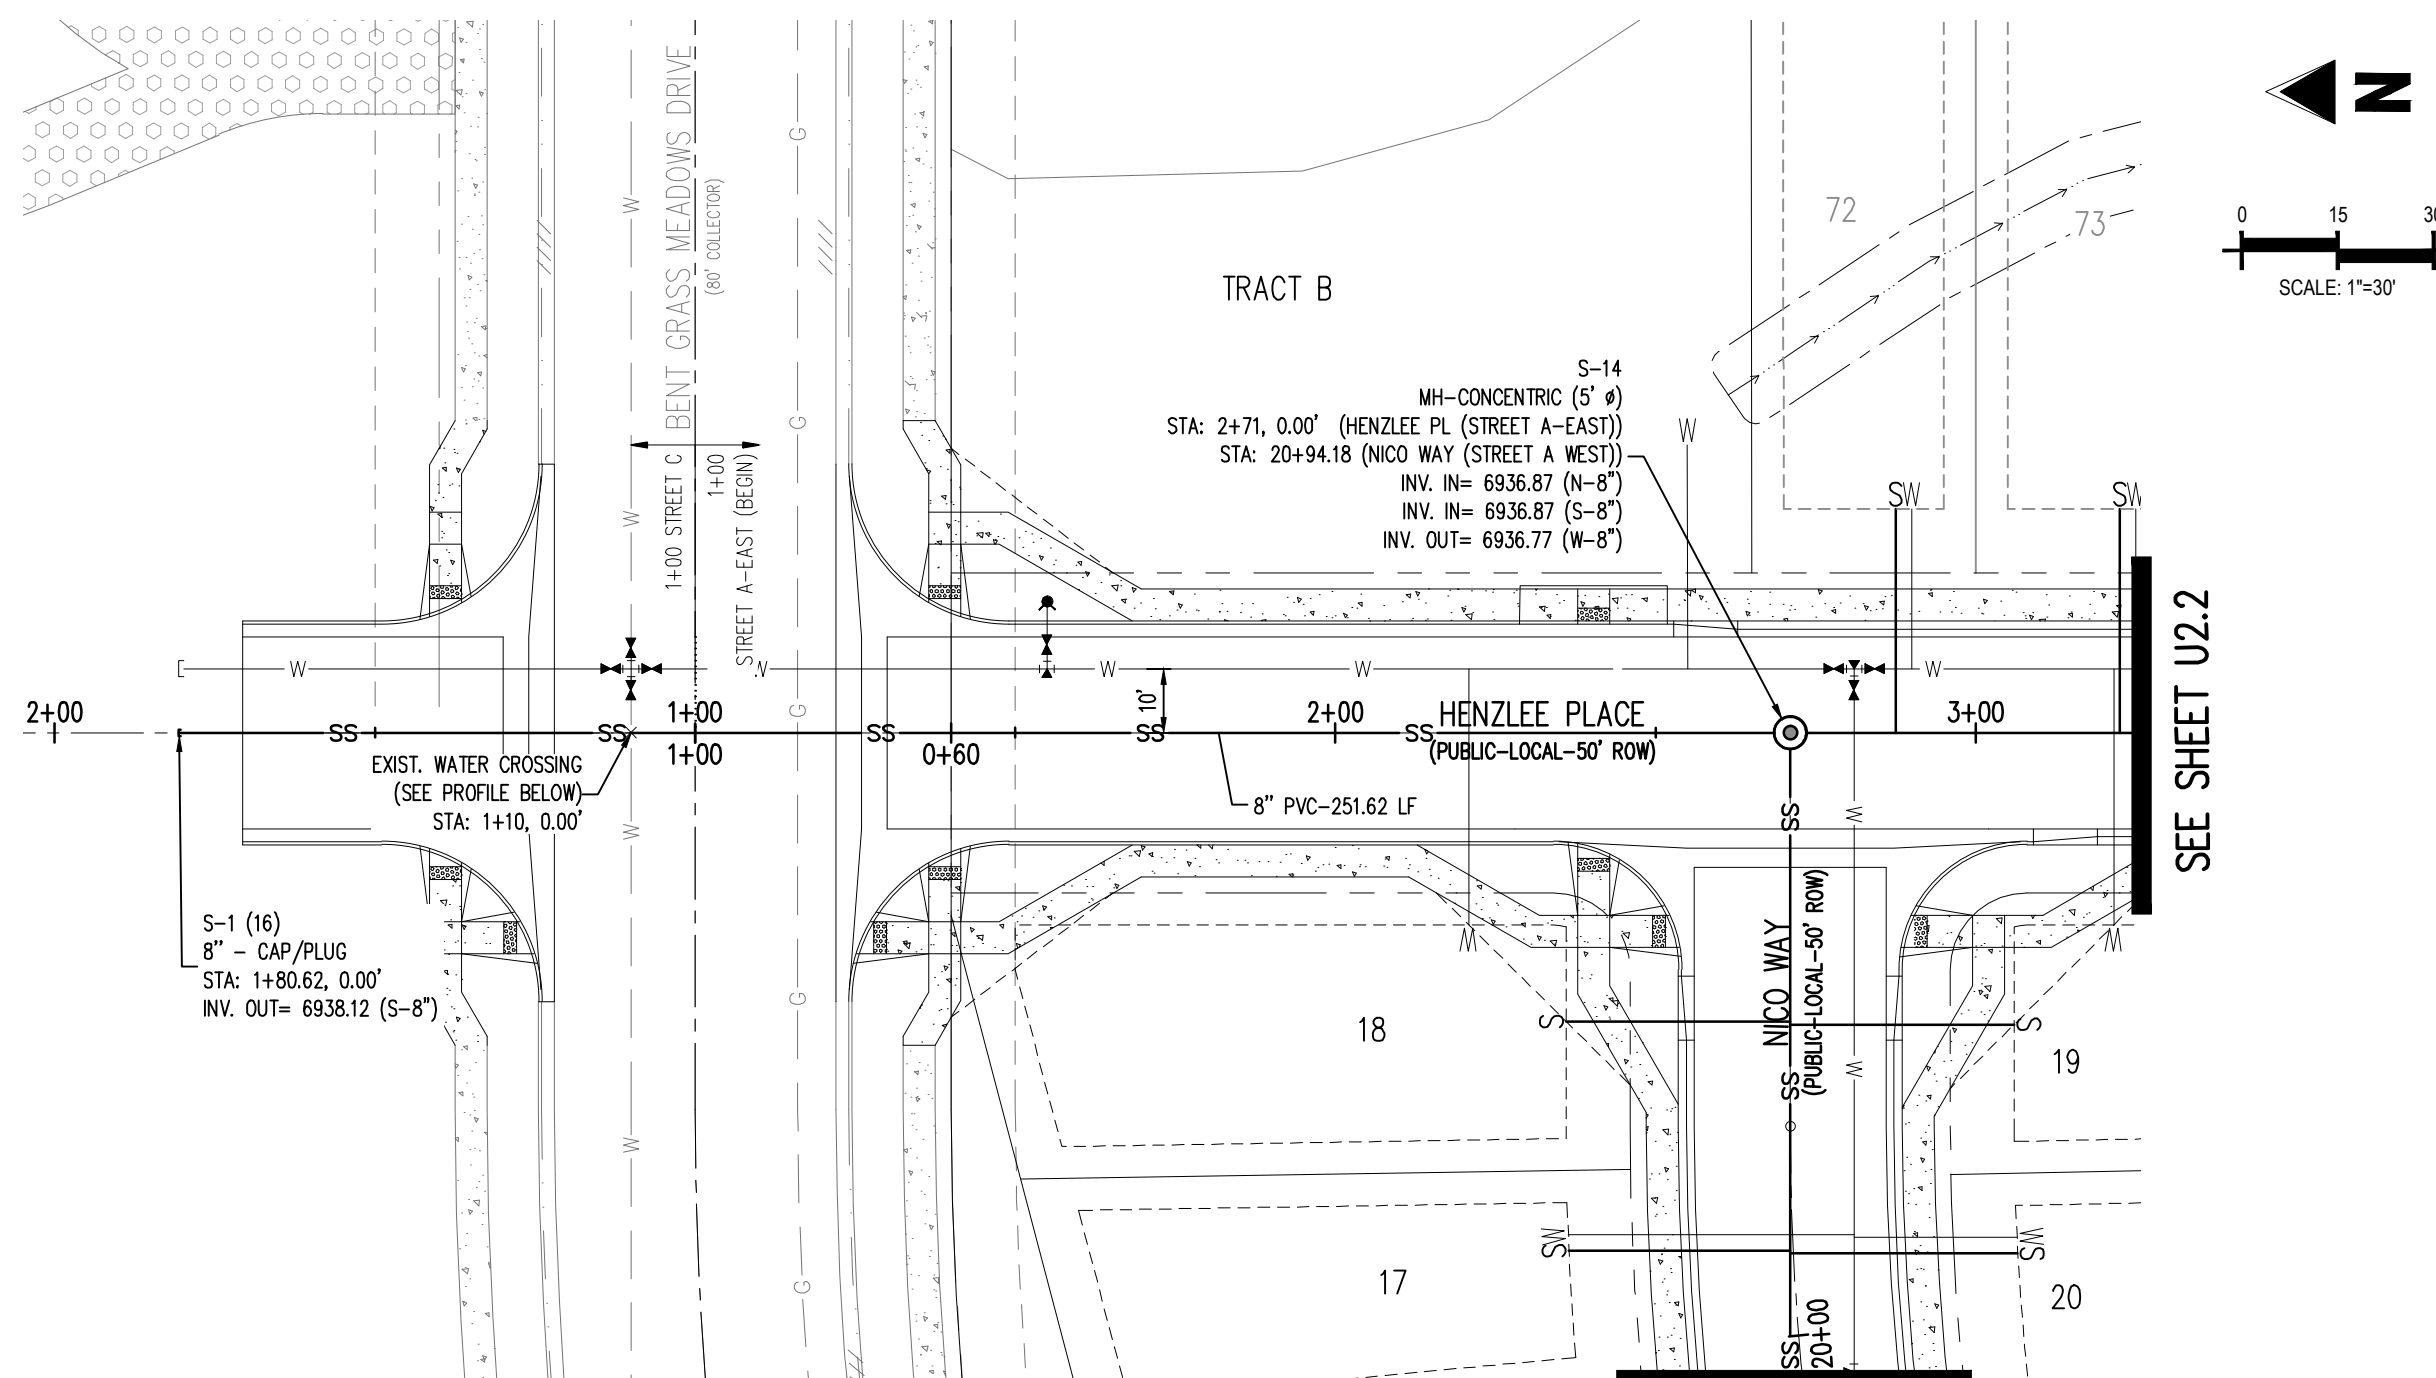 BENT GRASS MEADOWS DRIVE
(80' COLLECTOR)
1+00 STREET C
1+00
STREET A-EAST (BEGIN)
TRACT B
72
73
N
0 15
SCALE: 1"=30'
S-14
MH-CONCENTRIC (5' ø)
STA: 2+71, 0.00' (HENZLEE PL (STREET A-EAST))
STA: 20+94.18 (NICO WAY (STREET A WEST))
INV. IN= 6936.87 (N-8")
INV. IN= 6936.87 (S-8")
INV. OUT= 6936.77 (W-8")
W
W
G
G
W
SW
SW
W
W
W
W
10'
2+00
SS
SS
1+00
1+00
G
SS
0+60
SS
2+00
SS
HENZLEE PLACE
(PUBLIC-LOCAL-50' ROW)
3+00
SEE SHEET U2.2
EXIST. WATER CROSSING
(SEE PROFILE BELOW)
STA: 1+10, 0.00'
8" PVC-251.62 LF
S-1 (16)
8" - CAP/PLUG
STA: 1+80.62, 0.00'
INV. OUT= 6938.12 (S-8")
W
G
W
W
SS
W
NICO WAY
(PUBLIC-LOCAL-50' ROW)
S
S
SS
W
18
19
W
G
SW
SW
17
20
SS
20+00